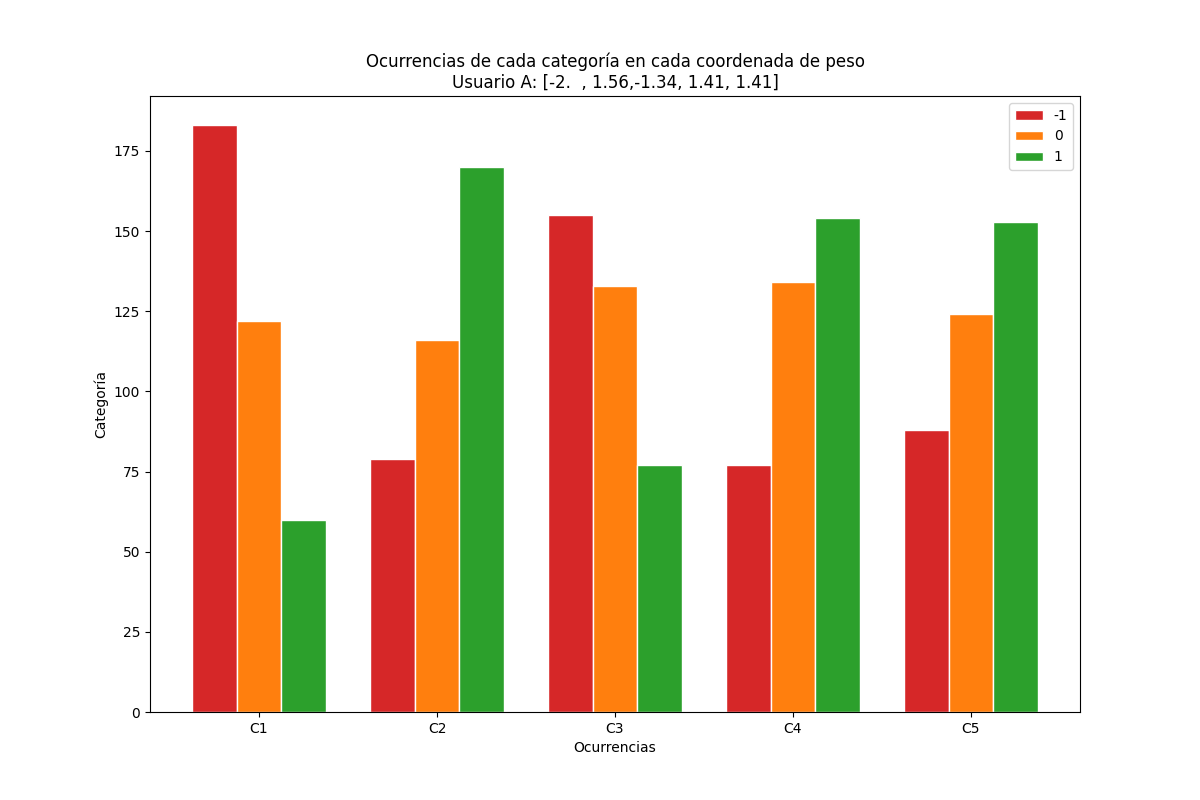 Ocurrencias de cada categoría en cada coordenada de peso
Usuario A: [-2.  , 1.56,-1.34, 1.41, 1.41]
-1
0
1
175
150
125
100
75
50
25
0
Categoría
C1 C2 C3 C4 C5
Ocurrencias